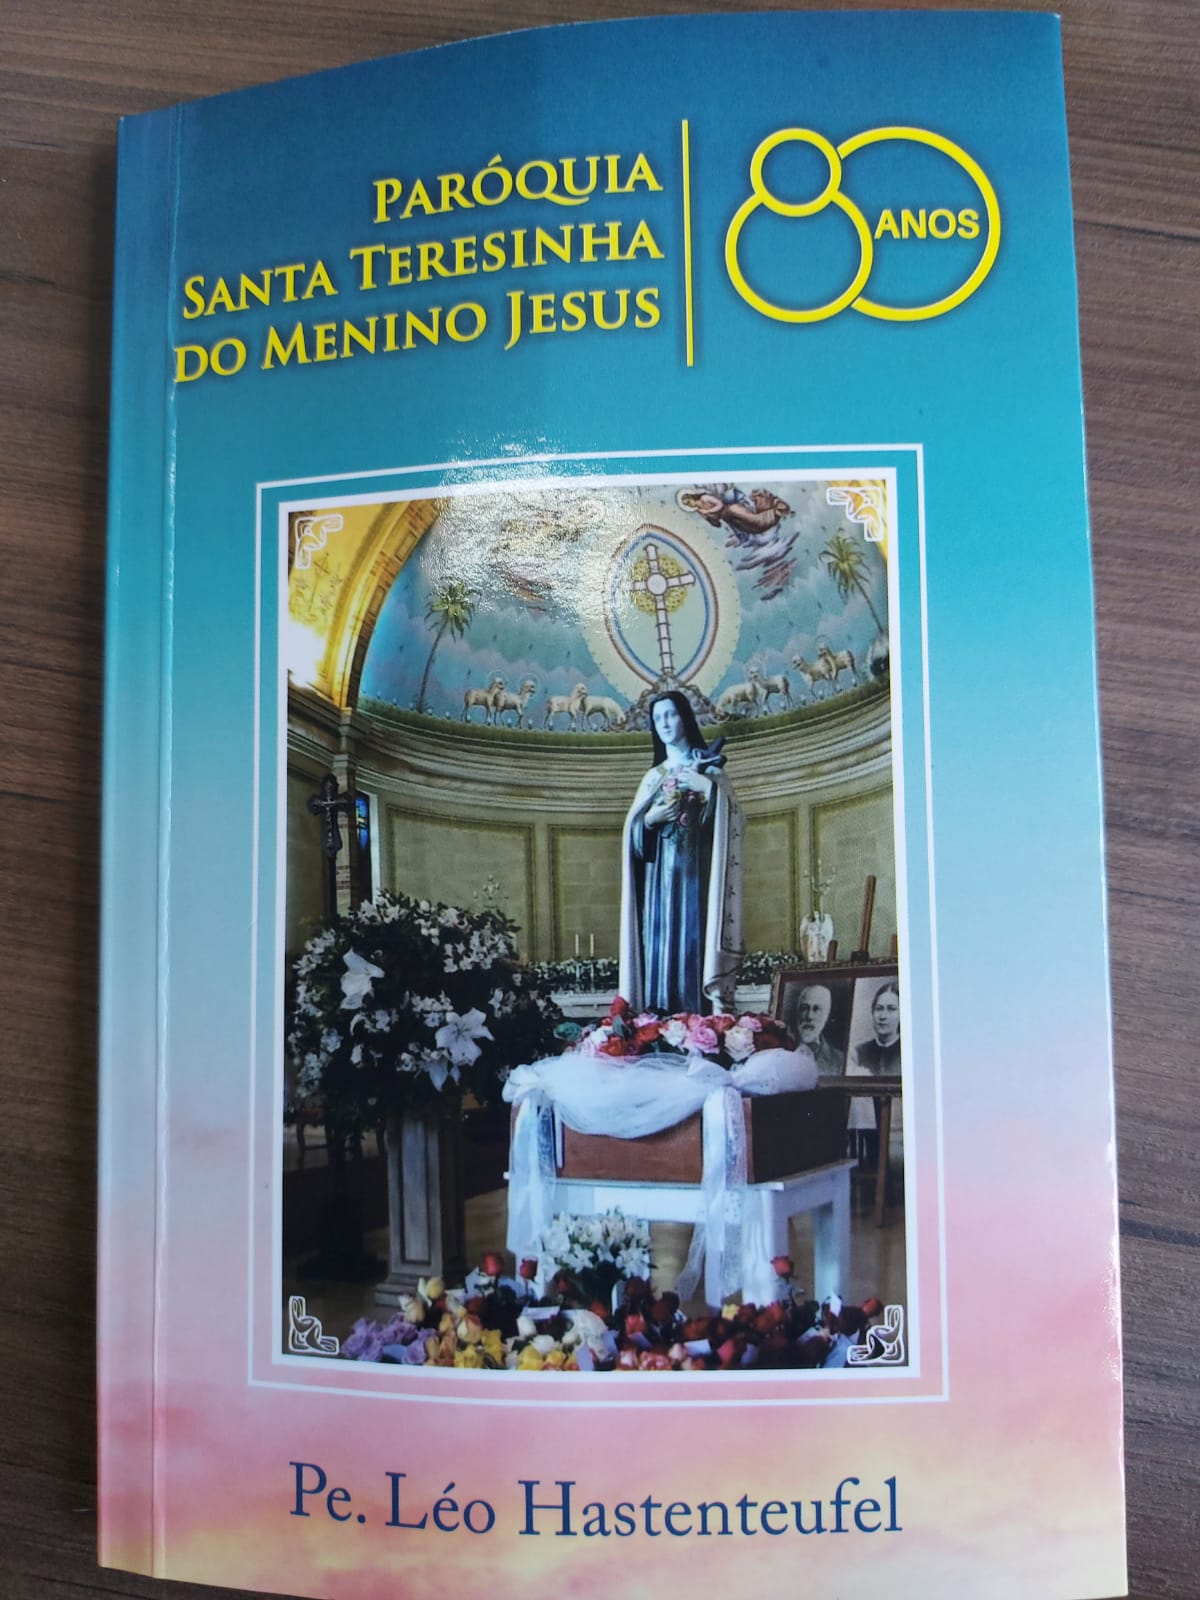 PARÓQUIA
SANTA TERESINHA
DO MENINO JESUS
80
ANOS
Pe. Léo Hastenteufel